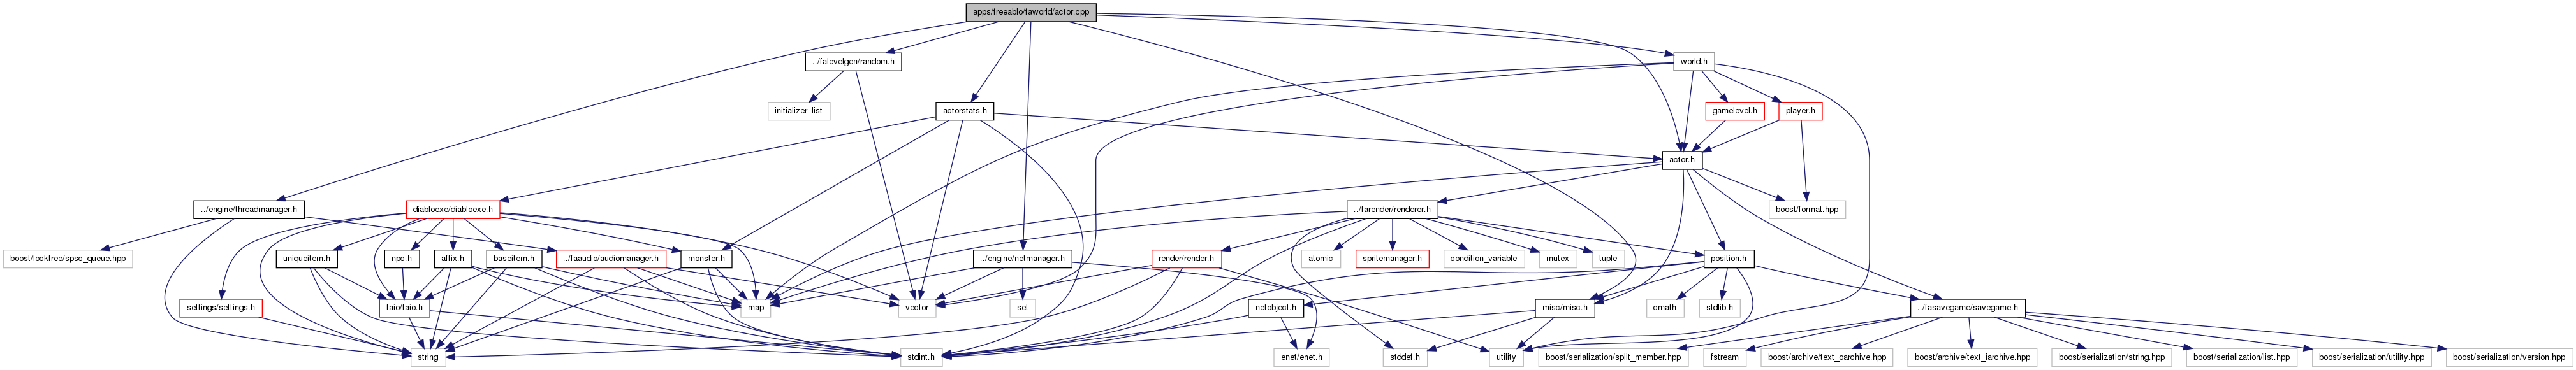 apps/freeablo/faworld/actor.cpp
../falevelgen/random.h
world.h
initializer_list
actorstats.h
gamelevel.h
player.h
actor.h
../engine/threadmanager.h
diabloexe/diabloexe.h
../farender/renderer.h
boost/format.hpp
boost/lockfree/spsc_queue.hpp
uniqueitem.h
npc.h
affix.h
baseitem.h
../faaudio/audiomanager.h
monster.h
../engine/netmanager.h
render/render.h
atomic
spritemanager.h
condition_variable
mutex
tuple
position.h
settings/settings.h
faio/faio.h
map
vector
set
netobject.h
misc/misc.h
cmath
stdlib.h
../fasavegame/savegame.h
string
stdint.h
enet/enet.h
stddef.h
utility
boost/serialization/split_member.hpp
fstream
boost/archive/text_oarchive.hpp
boost/archive/text_iarchive.hpp
boost/serialization/string.hpp
boost/serialization/list.hpp
boost/serialization/utility.hpp
boost/serialization/version.hpp